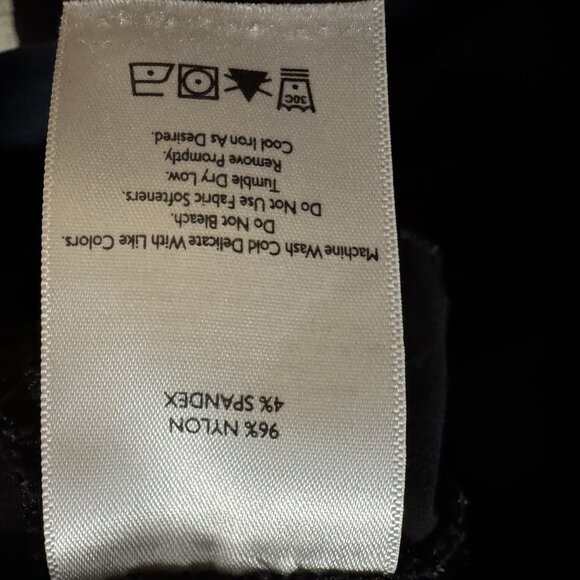 96% NYLON
4% SPANDEX
Machine Wash Cold Delicate With Like Colors.
Do Not Bleach.
Do Not Use Fabric Softeners.
Tumble Dry Low.
Remove Promptly.
Cool Iron As Desired.
30C